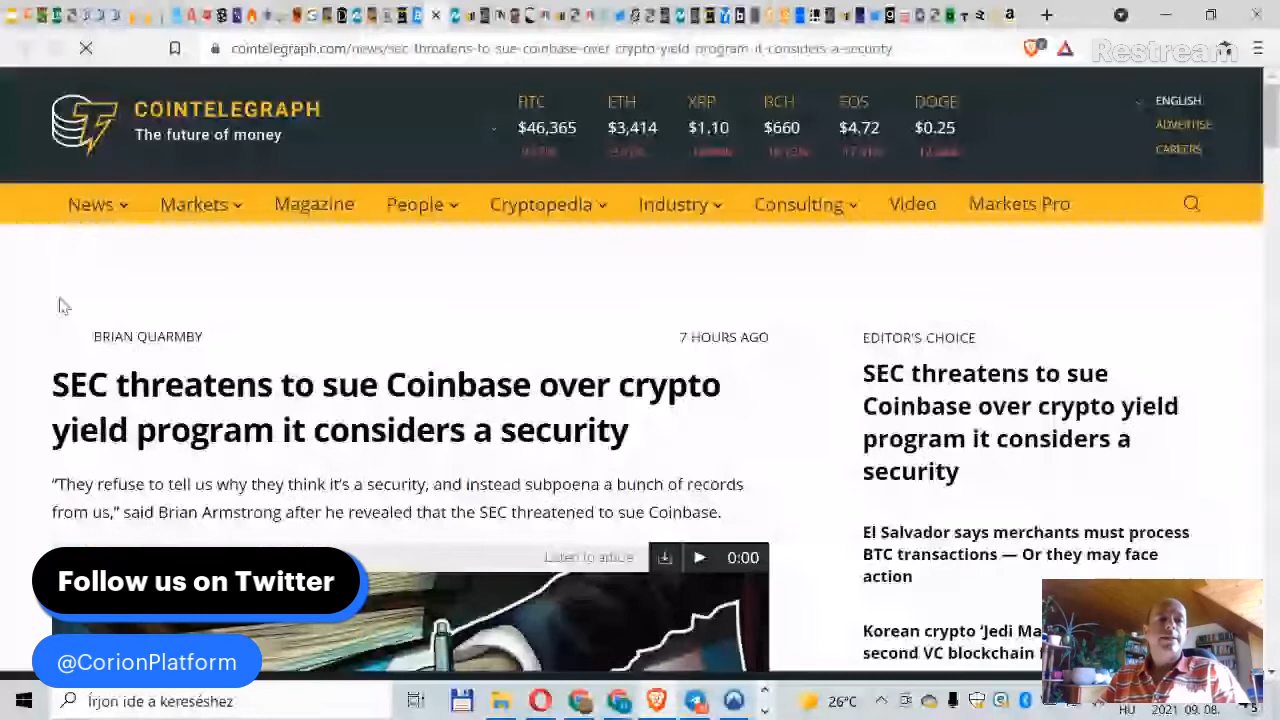 cointelegraph.com/news/sec-threatens-to-sue-coinbase-over-crypto-yield-program-it-considers-a-security
Restream
COINTELEGRAPH
The future of money
BTC ETH XRP BCH EOS DOGE
$46,365 $3,414 $1.10 $660 $4.72 $0.25
ENGLISH
ADVERTISE
CAREERS
News Markets Magazine People Cryptopedia Industry Consulting Video Markets Pro
BRIAN QUARMBY
7 HOURS AGO
SEC threatens to sue Coinbase over crypto
yield program it considers a security
“They refuse to tell us why they think it’s a security, and instead subpoena a bunch of records
from us,” said Brian Armstrong after he revealed that the SEC threatened to sue Coinbase.
Listen to article
0:00
EDITOR’S CHOICE
SEC threatens to sue
Coinbase over crypto yield
program it considers a
security
El Salvador says merchants must process
BTC transactions — Or they may face
action
Korean crypto ‘Jedi Ma
second VC blockchain
Follow us on Twitter
@CorionPlatform
Írjon ide a kereséshez
26°C
HU
2021. 09. 08.